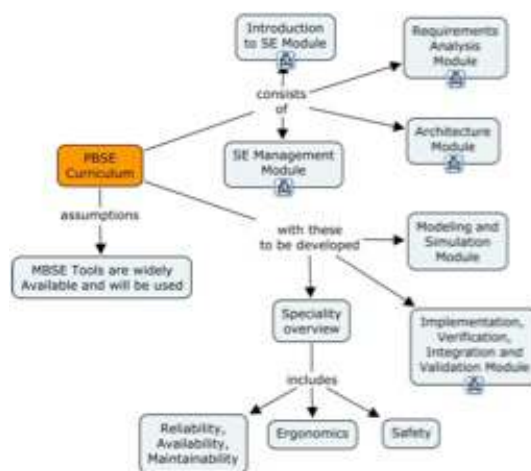 Introduction
to SE Module
Requirements
Analysis
Module
consists
of
Architecture
Module
SE Management
Module
MBSE
Curriculum
assumptions
MBSE Tools are widely
Available and will be used
with these
to be developed
Modeling and
Simulation
Module
Speciality
overview
Implementation,
Verification,
Integration and
Validation Module
includes
Reliability,
Availability,
Maintainability
Ergonomics
Safety